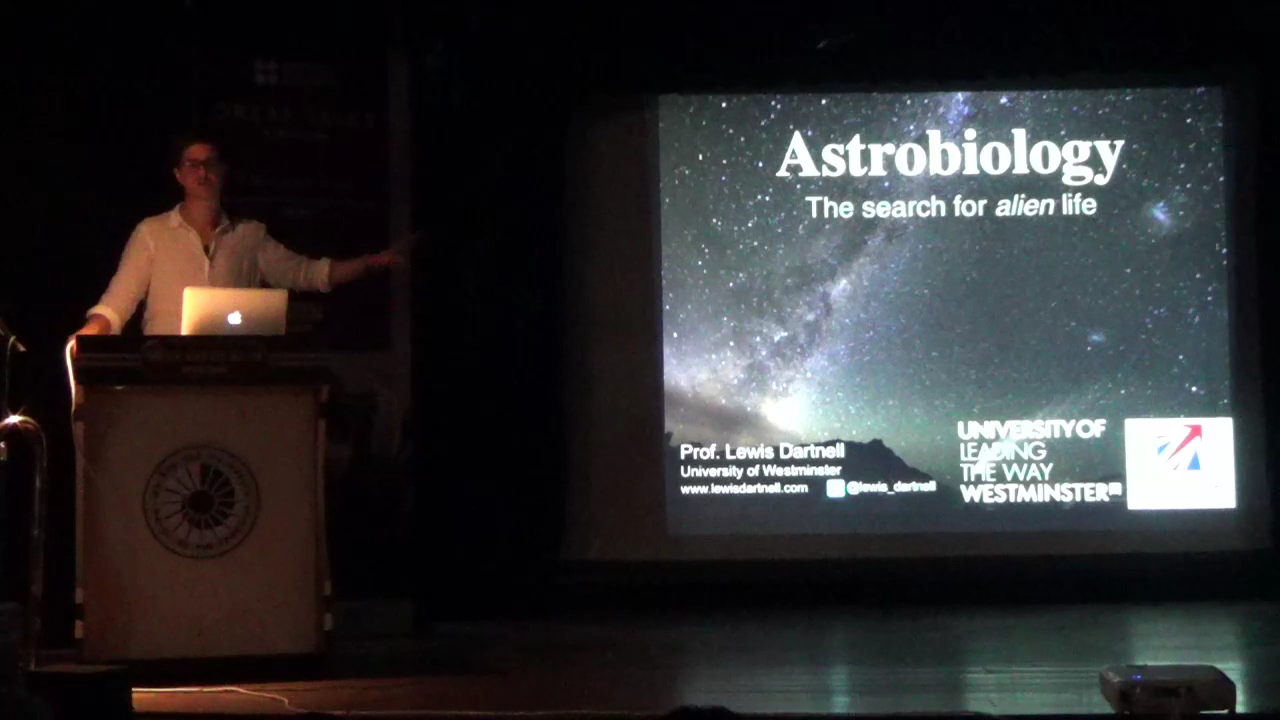 Astrobiology
The search for alien life
Prof. Lewis Dartnell
University of Westminster
www.lewisdartnell.com @lewis_dartnell
UNIVERSITY OF
LEADING
THE WAY
WESTMINSTER